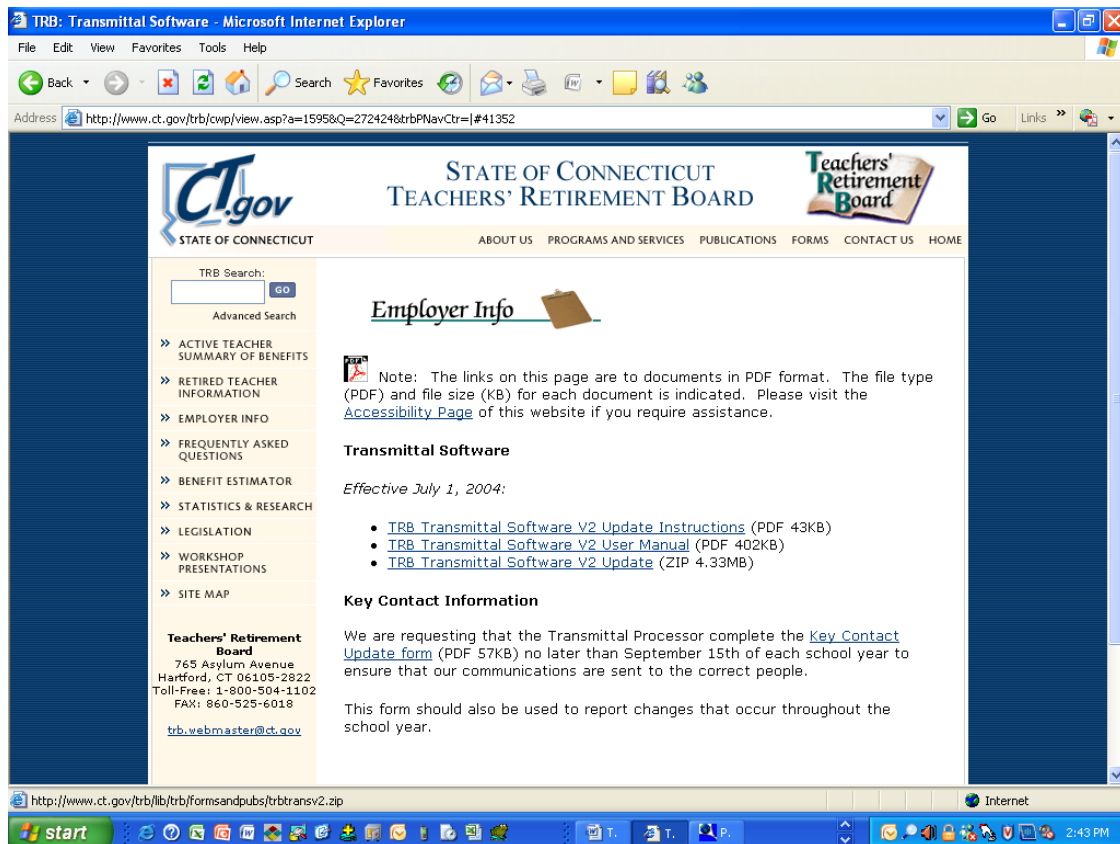 TRB: Transmittal Software - Microsoft Internet Explorer
File Edit View Favorites Tools Help
Back Search Favorites
Address http://www.ct.gov/trb/cwp/view.asp?a=1595&Q=272424&trbPNavCtr=|#41352 Go Links »
CT.gov
STATE OF CONNECTICUT
STATE OF CONNECTICUT
TEACHERS' RETIREMENT BOARD
Teachers'
Retirement
Board
ABOUT US PROGRAMS AND SERVICES PUBLICATIONS FORMS CONTACT US HOME
TRB Search:
GO
Advanced Search
» ACTIVE TEACHER
SUMMARY OF BENEFITS
» RETIRED TEACHER
INFORMATION
» EMPLOYER INFO
» FREQUENTLY ASKED
QUESTIONS
» BENEFIT ESTIMATOR
» STATISTICS & RESEARCH
» LEGISLATION
» WORKSHOP
PRESENTATIONS
» SITE MAP
Teachers' Retirement
Board
765 Asylum Avenue
Hartford, CT 06105-2822
Toll-Free: 1-800-504-1102
FAX: 860-525-6018
trb.webmaster@ct.gov
Employer Info
Note: The links on this page are to documents in PDF format. The file type
(PDF) and file size (KB) for each document is indicated. Please visit the
Accessibility Page of this website if you require assistance.
Transmittal Software
Effective July 1, 2004:
• TRB Transmittal Software V2 Update Instructions (PDF 43KB)
• TRB Transmittal Software V2 User Manual (PDF 402KB)
• TRB Transmittal Software V2 Update (ZIP 4.33MB)
Key Contact Information
We are requesting that the Transmittal Processor complete the Key Contact
Update form (PDF 57KB) no later than September 15th of each school year to
ensure that our communications are sent to the correct people.
This form should also be used to report changes that occur throughout the
school year.
http://www.ct.gov/trb/lib/trb/formsandpubs/trbtransv2.zip Internet
start T. T. P. 2:43 PM